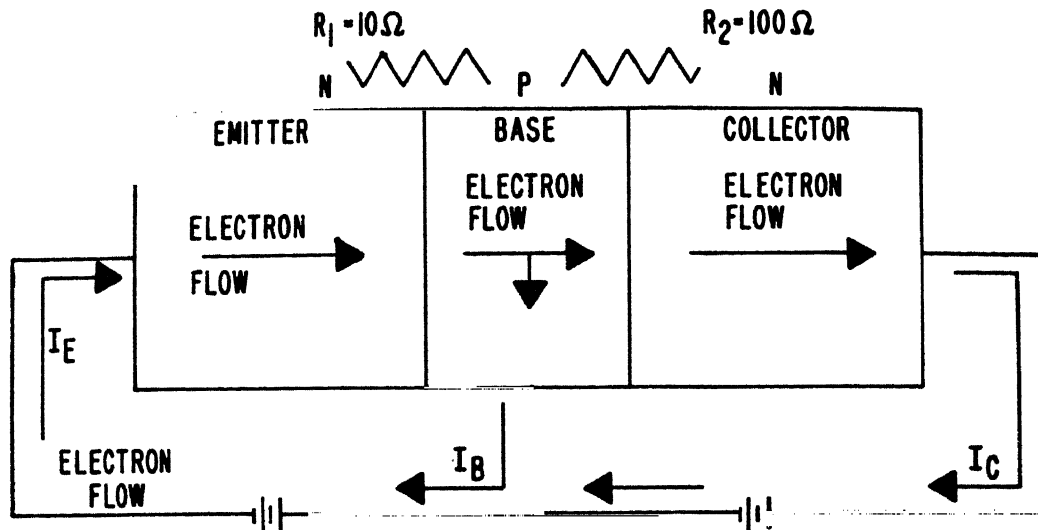 R1=10Ω
R2=100Ω
N
P
N
EMITTER
BASE
COLLECTOR
ELECTRON
FLOW
ELECTRON
FLOW
ELECTRON
FLOW
IE
ELECTRON
FLOW
IB
IC